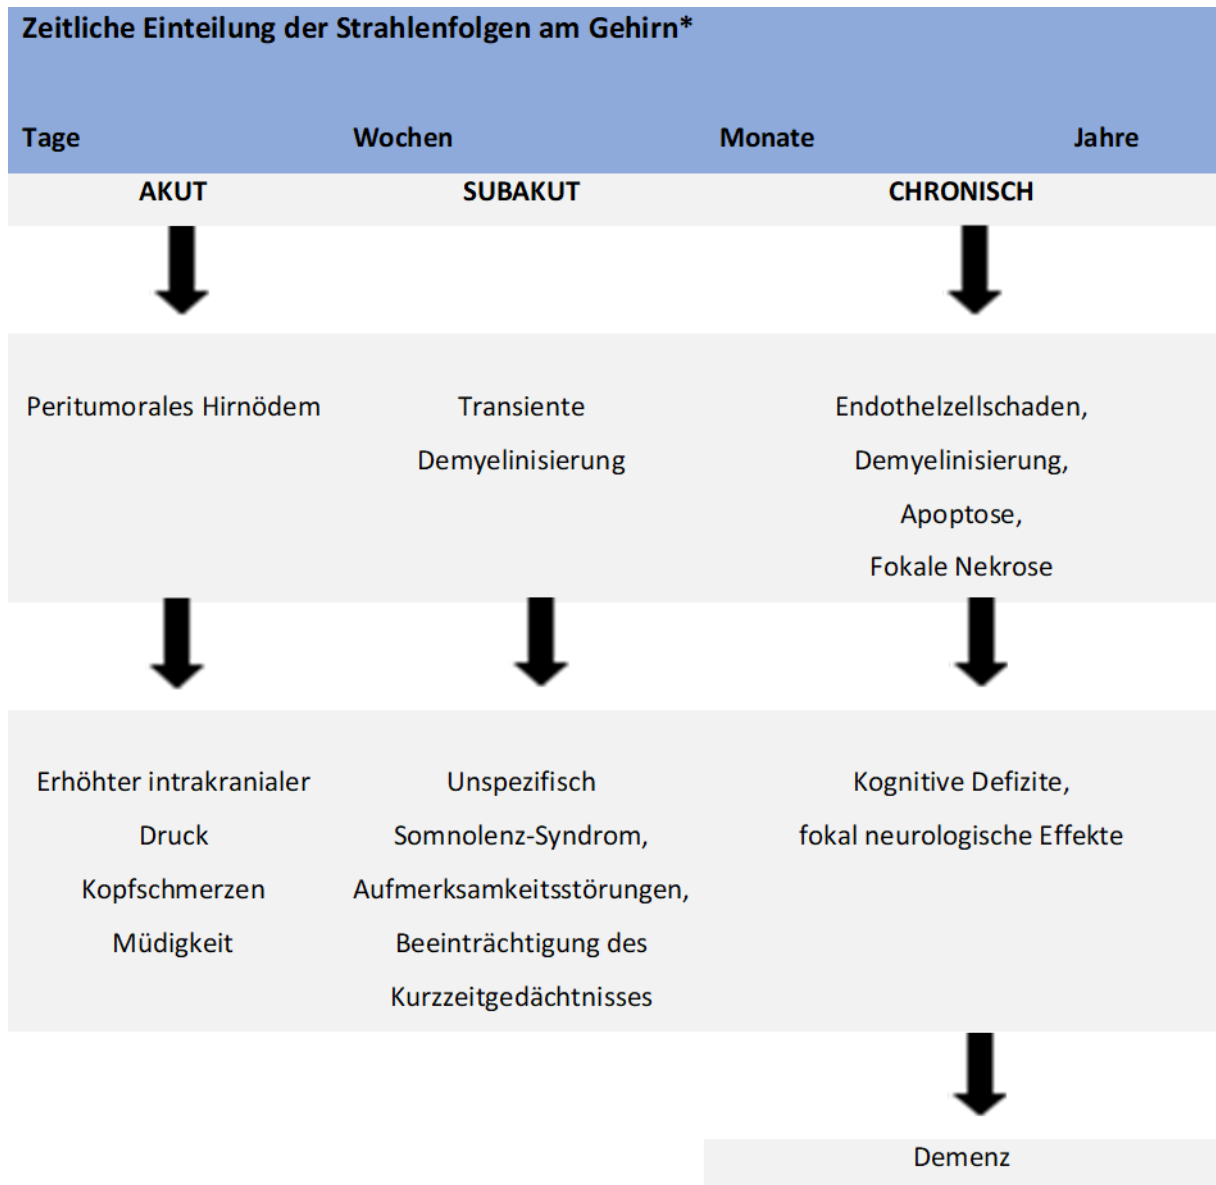 Zeitliche Einteilung der Strahlenfolgen am Gehirn*
Tage Wochen Monate Jahre
AKUT SUBAKUT CHRONISCH
Peritumorales Hirnödem
Transiente
Demyelinisierung
Endothelzellschaden,
Demyelinisierung,
Apoptose,
Fokale Nekrose
Erhöhter intrakranialer
Druck
Kopfschmerzen
Müdigkeit
Unspezifisch
Somnolenz-Syndrom,
Aufmerksamkeitsstörungen,
Beeinträchtigung des
Kurzzeitgedächtnisses
Kognitive Defizite,
fokal neurologische Effekte
Demenz